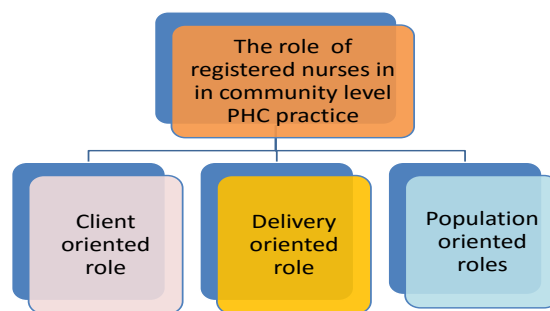 The role of
registered nurses in
in community level
PHC practice
Client
oriented
role
Delivery
oriented
role
Population
oriented
roles